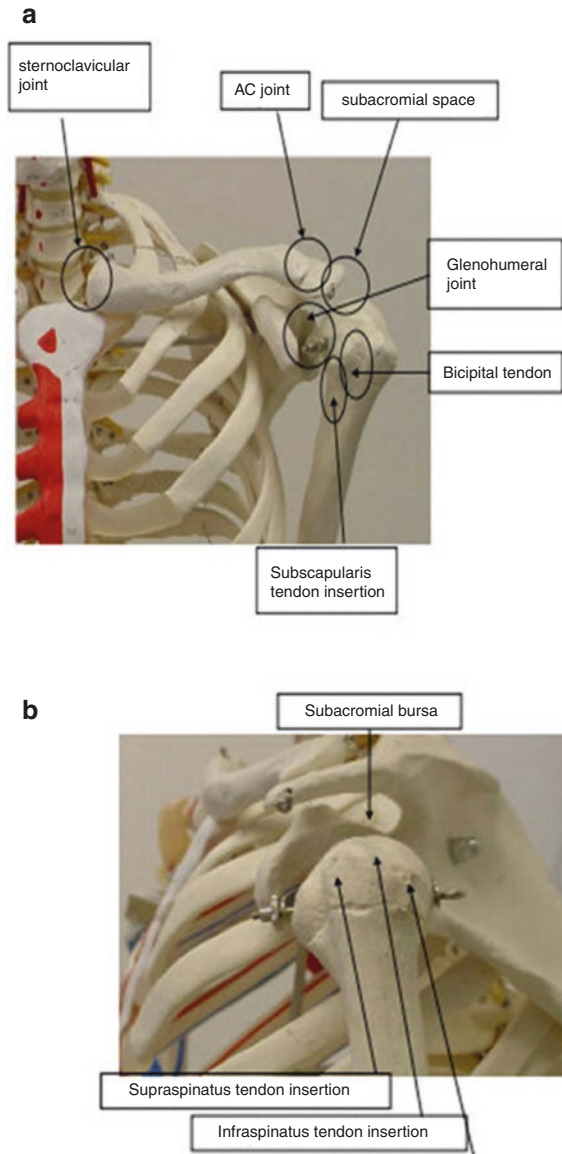 a
sternoclavicular
joint
AC joint
subacromial space
Glenohumeral
joint
Bicipital tendon
Subscapularis
tendon insertion
b
Subacromial bursa
Supraspinatus tendon insertion
Infraspinatus tendon insertion